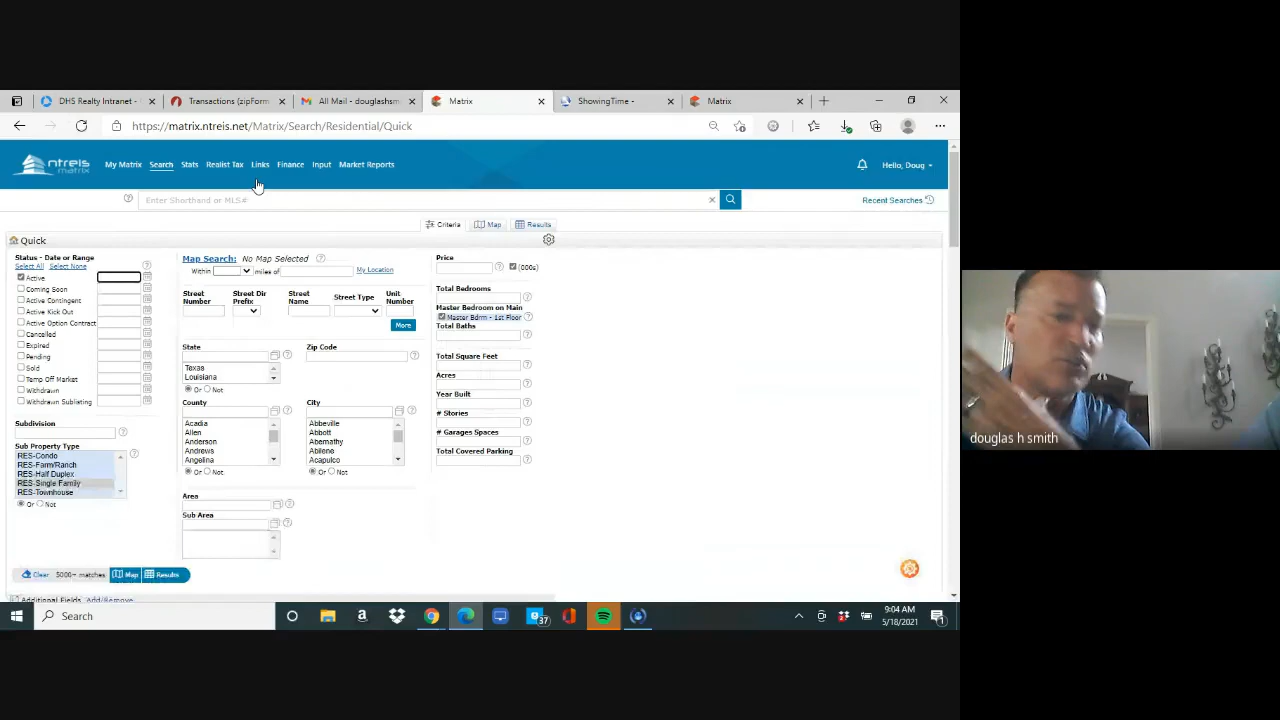 DHS Realty Intranet -
Transactions (zipForm
All Mail - douglashsm
Matrix
ShowingTime -
Matrix
https://matrix.ntreis.net/Matrix/Search/Residential/Quick
ntreis
matrix
My Matrix
Search
Stats
Realist Tax
Links
Finance
Input
Market Reports
Hello, Doug
Enter Shorthand or MLS#
Recent Searches
Criteria
Map
Results
Quick
Status - Date or Range
Select All Select None
Active
Coming Soon
Active Contingent
Active Kick Out
Active Option Contract
Cancelled
Expired
Pending
Sold
Temp Off Market
Withdrawn
Withdrawn Sublisting
Subdivision
Sub Property Type
RES-Condo
RES-Farm/Ranch
RES-Half Duplex
RES-Single Family
RES-Townhouse
Or Not
Map Search: No Map Selected
Within miles of My Location
Street Number
Street Dir Prefix
Street Name
Street Type
Unit Number
More
State
Texas
Louisiana
Or Not
Zip Code
County
Acadia
Allen
Anderson
Andrews
Angelina
Or Not
City
Abbeville
Abbott
Abernathy
Abilene
Acapulco
Or Not
Area
Sub Area
Price
(000s)
Total Bedrooms
Master Bedroom on Main
Master Bdrm - 1st Floor
Total Baths
Total Square Feet
Acres
Year Built
# Stories
# Garages Spaces
Total Covered Parking
Clear 5000+ matches Map Results
Additional Fields Add/Remove
Search
37
9:04 AM
5/18/2021
douglas h smith